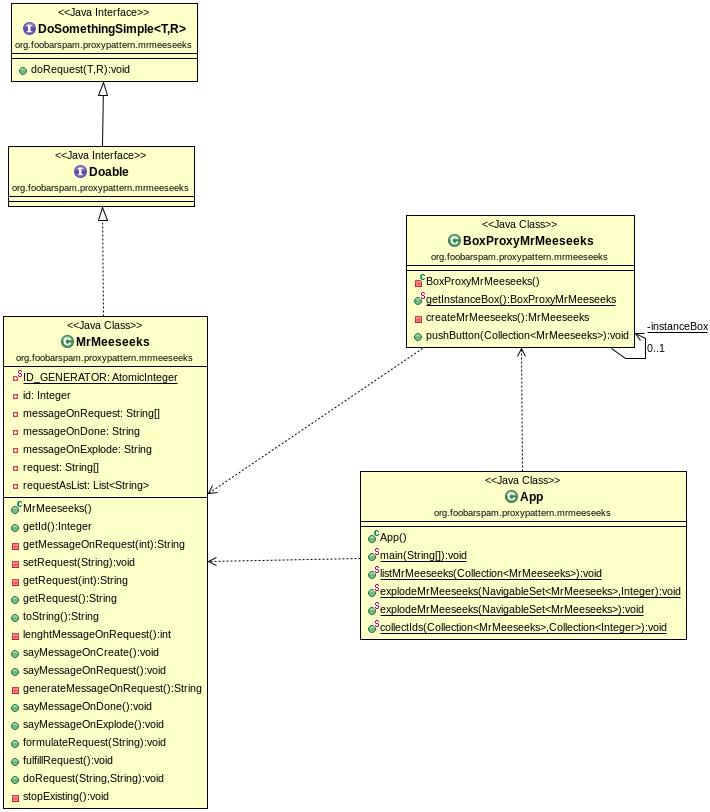 <<Java Interface>>
DoSomethingSimple<T,R>
org.foobarspam.proxypattern.mrmeeseeks
doRequest(T,R):void
<<Java Interface>>
Doable
org.foobarspam.proxypattern.mrmeeseeks
<<Java Class>>
MrMeeseeks
org.foobarspam.proxypattern.mrmeeseeks
ID_GENERATOR: AtomicInteger
id: Integer
messageOnRequest: String[]
messageOnDone: String
messageOnExplode: String
request: String[]
requestAsList: List<String>
MrMeeseeks()
getId():Integer
getMessageOnRequest(int):String
setRequest(String):void
getRequest(int):String
getRequest():String
toString():String
lenghtMessageOnRequest():int
sayMessageOnCreate():void
sayMessageOnRequest():void
generateMessageOnRequest():String
sayMessageOnDone():void
sayMessageOnExplode():void
formulateRequest(String):void
fulfillRequest():void
doRequest(String,String):void
stopExisting():void
<<Java Class>>
BoxProxyMrMeeseeks
org.foobarspam.proxypattern.mrmeeseeks
BoxProxyMrMeeseeks()
getInstanceBox():BoxProxyMrMeeseeks
createMrMeeseeks():MrMeeseeks
pushButton(Collection<MrMeeseeks>):void
-instanceBox
0..1
<<Java Class>>
App
org.foobarspam.proxypattern.mrmeeseeks
App()
main(String[]):void
listMrMeeseeks(Collection<MrMeeseeks>):void
explodeMrMeeseeks(NavigableSet<MrMeeseeks>,Integer):void
explodeMrMeeseeks(NavigableSet<MrMeeseeks>):void
collectIds(Collection<MrMeeseeks>,Collection<Integer>):void